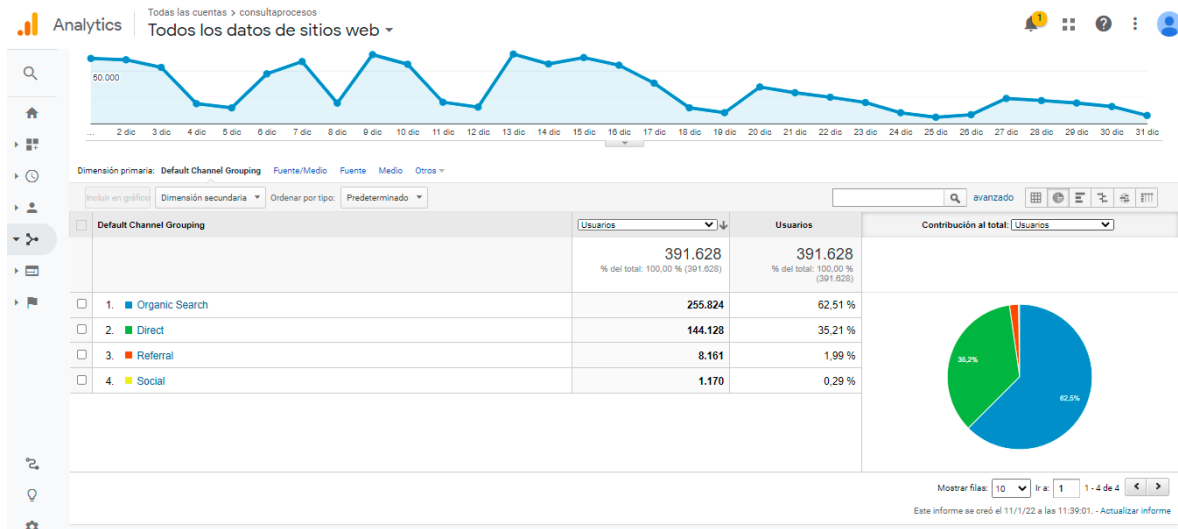 Todas las cuentas > consultaprocesos
Analytics
Todos los datos de sitios web
1
50.000
... 2 dic 3 dic 4 dic 5 dic 6 dic 7 dic 8 dic 9 dic 10 dic 11 dic 12 dic 13 dic 14 dic 15 dic 16 dic 17 dic 18 dic 19 dic 20 dic 21 dic 22 dic 23 dic 24 dic 25 dic 26 dic 27 dic 28 dic 29 dic 30 dic 31 dic
Dimensión primaria: Default Channel Grouping Fuente/Medio Fuente Medio Otros
Incluir en gráfico Dimensión secundaria Ordenar por tipo: Predeterminado avanzado
Default Channel Grouping Usuarios Usuarios Contribución al total: Usuarios
391.628 391.628
% del total: 100,00 % (391.628) % del total: 100,00 %
(391.628)
1. Organic Search 255.824 62,51 %
2. Direct 144.128 35,21 %
3. Referral 8.161 1,99 %
4. Social 1.170 0,29 %
35,2%
62,5%
Mostrar filas: 10 Ir a: 1 1 - 4 de 4
Este informe se creó el 11/1/22 a las 11:39:01. - Actualizar informe